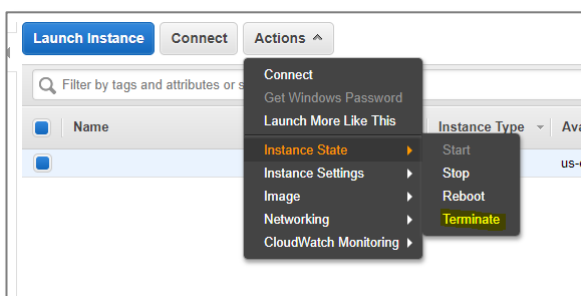 Launch Instance Connect Actions
Filter by tags and attributes or s
Name Instance Type Ava
us-
Connect
Get Windows Password
Launch More Like This
Instance State
Instance Settings
Image
Networking
CloudWatch Monitoring
Start
Stop
Reboot
Terminate